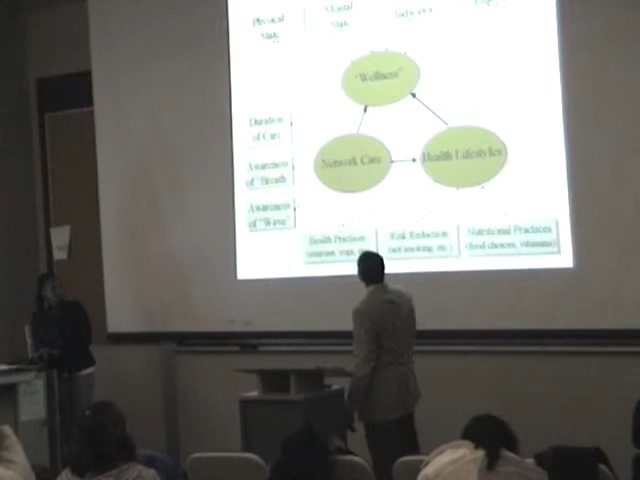 Physical
State
Mental
State
"Wellness"
Duration
of Care
Network Care
Health Lifestyles
Awareness
of "Breath"
Awareness
of "Wave"
Health Practices
Risk Reduction
(not smoking, etc.)
Nutritional Practices
(food choices, vitamins)